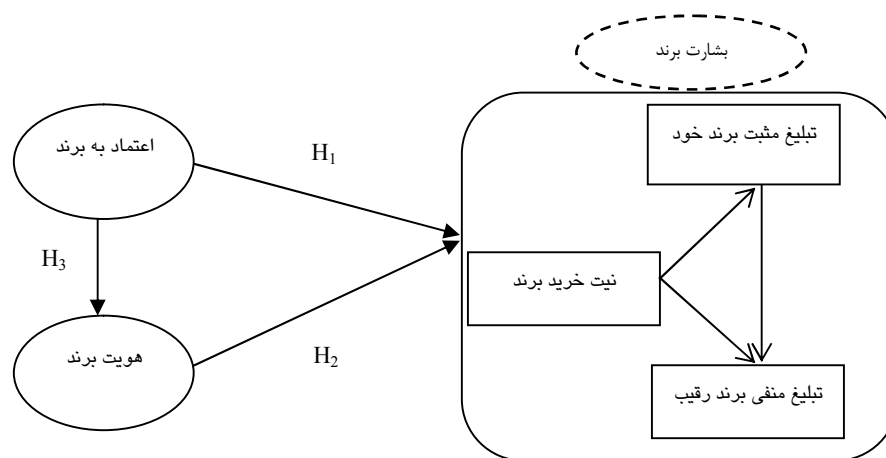 بشارت برند
تبلیغ مثبت برند خود
اعتماد به برند
H₁
H₃
نیت خرید برند
هویت برند
H₂
تبلیغ منفی برند رقیب